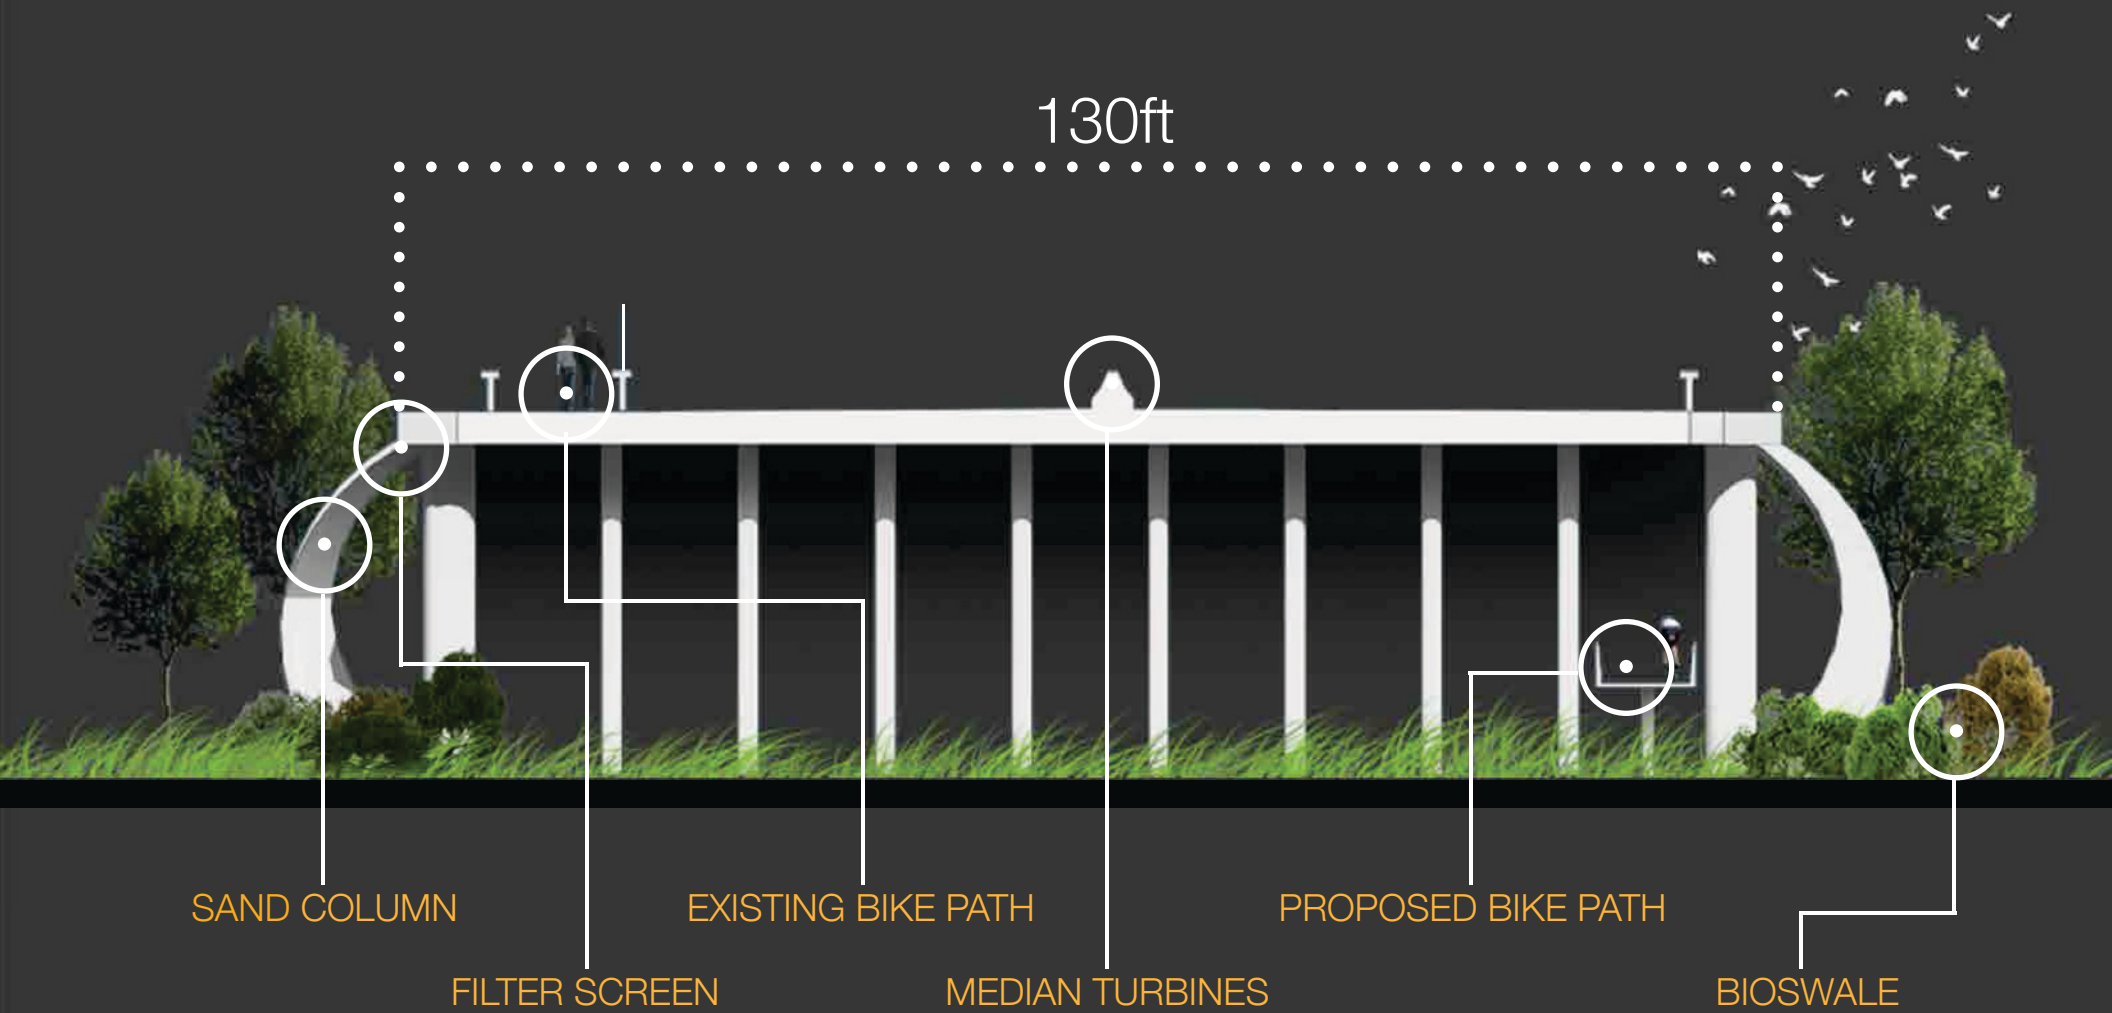 130ft
SAND COLUMN
EXISTING BIKE PATH
PROPOSED BIKE PATH
FILTER SCREEN
MEDIAN TURBINES
BIOSWALE